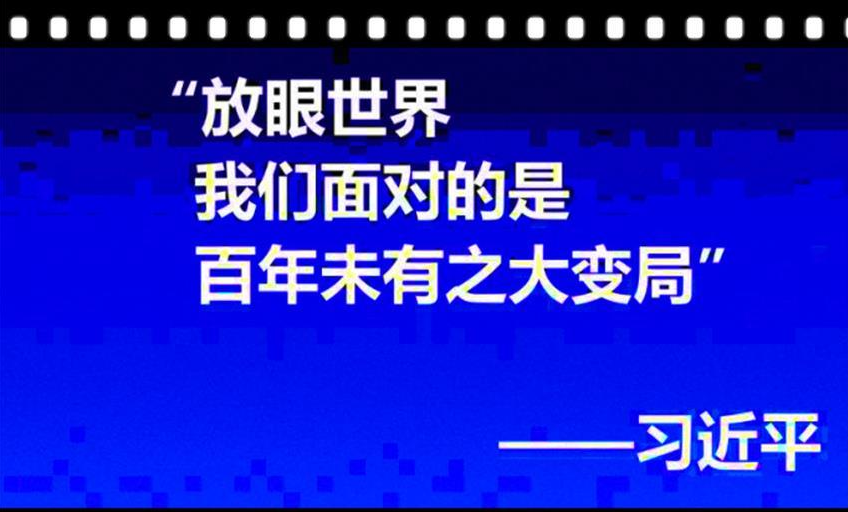 “放眼世界
我们面对的是
百年未有之大变局”
——习近平